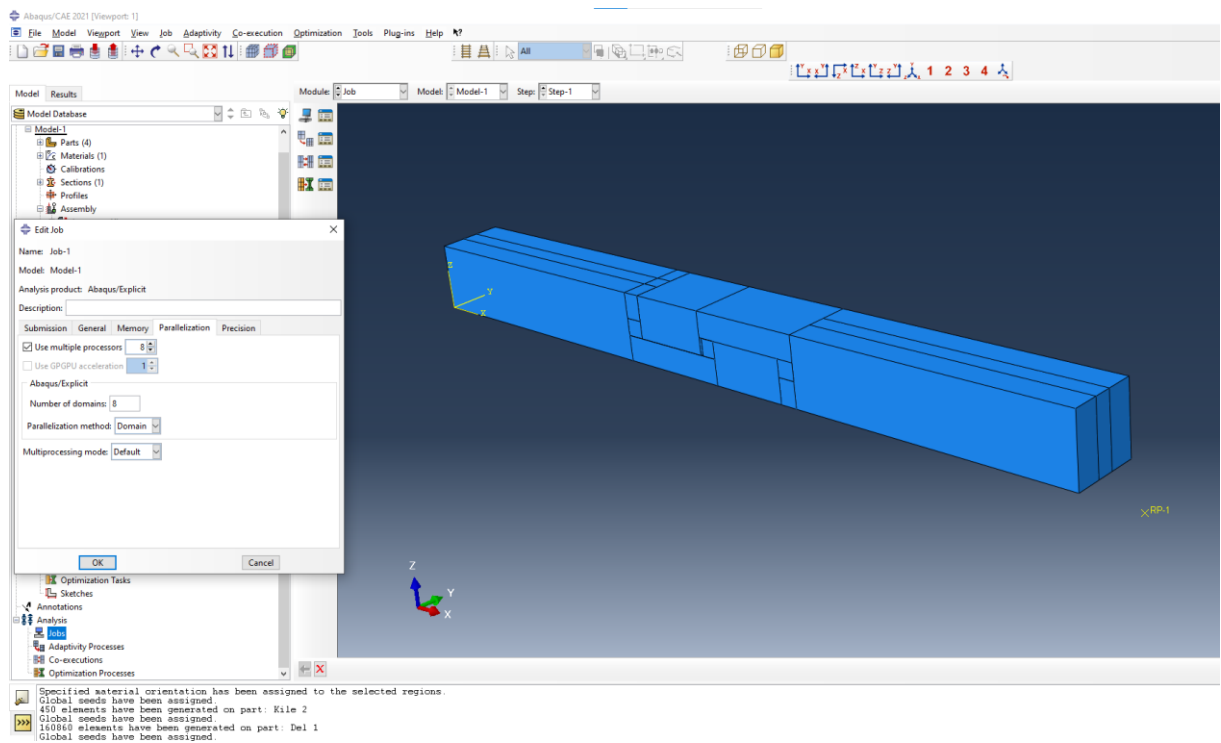 Abaqus/CAE 2021 [Viewport: 1]
File Model Viewport View Job Adaptivity Co-execution Optimization Tools Plug-ins Help
All
1 2 3 4
Model Results
Module: Job Model: Model-1 Step: Step-1
Model Database
Model-1
Parts (4)
Materials (1)
Calibrations
Sections (1)
Profiles
Assembly
Edit Job
Name: Job-1
Model: Model-1
Analysis product: Abaqus/Explicit
Description:
Submission General Memory Parallelization Precision
Use multiple processors 8
Use GPGPU acceleration 1
Abaqus/Explicit
Number of domains: 8
Parallelization method: Domain
Multiprocessing mode: Default
OK Cancel
Optimization Tasks
Sketches
Annotations
Analysis
Jobs
Adaptivity Processes
Co-executions
Optimization Processes
Z
Y
X
RP-1
Z
Y
X
Specified material orientation has been assigned to the selected regions.
Global seeds have been assigned.
450 elements have been generated on part: Kile 2
Global seeds have been assigned.
160860 elements have been generated on part: Del 1
Global seeds have been assigned.